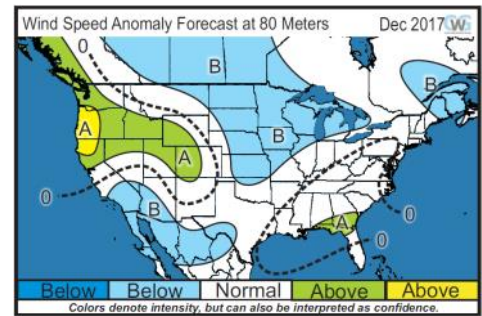 Wind Speed Anomaly Forecast at 80 Meters Dec 2017
0
B
B
A
B
A
0
B
A
0
0
Below Below Normal Above Above
Colors denote intensity, but can also be interpreted as confidence.